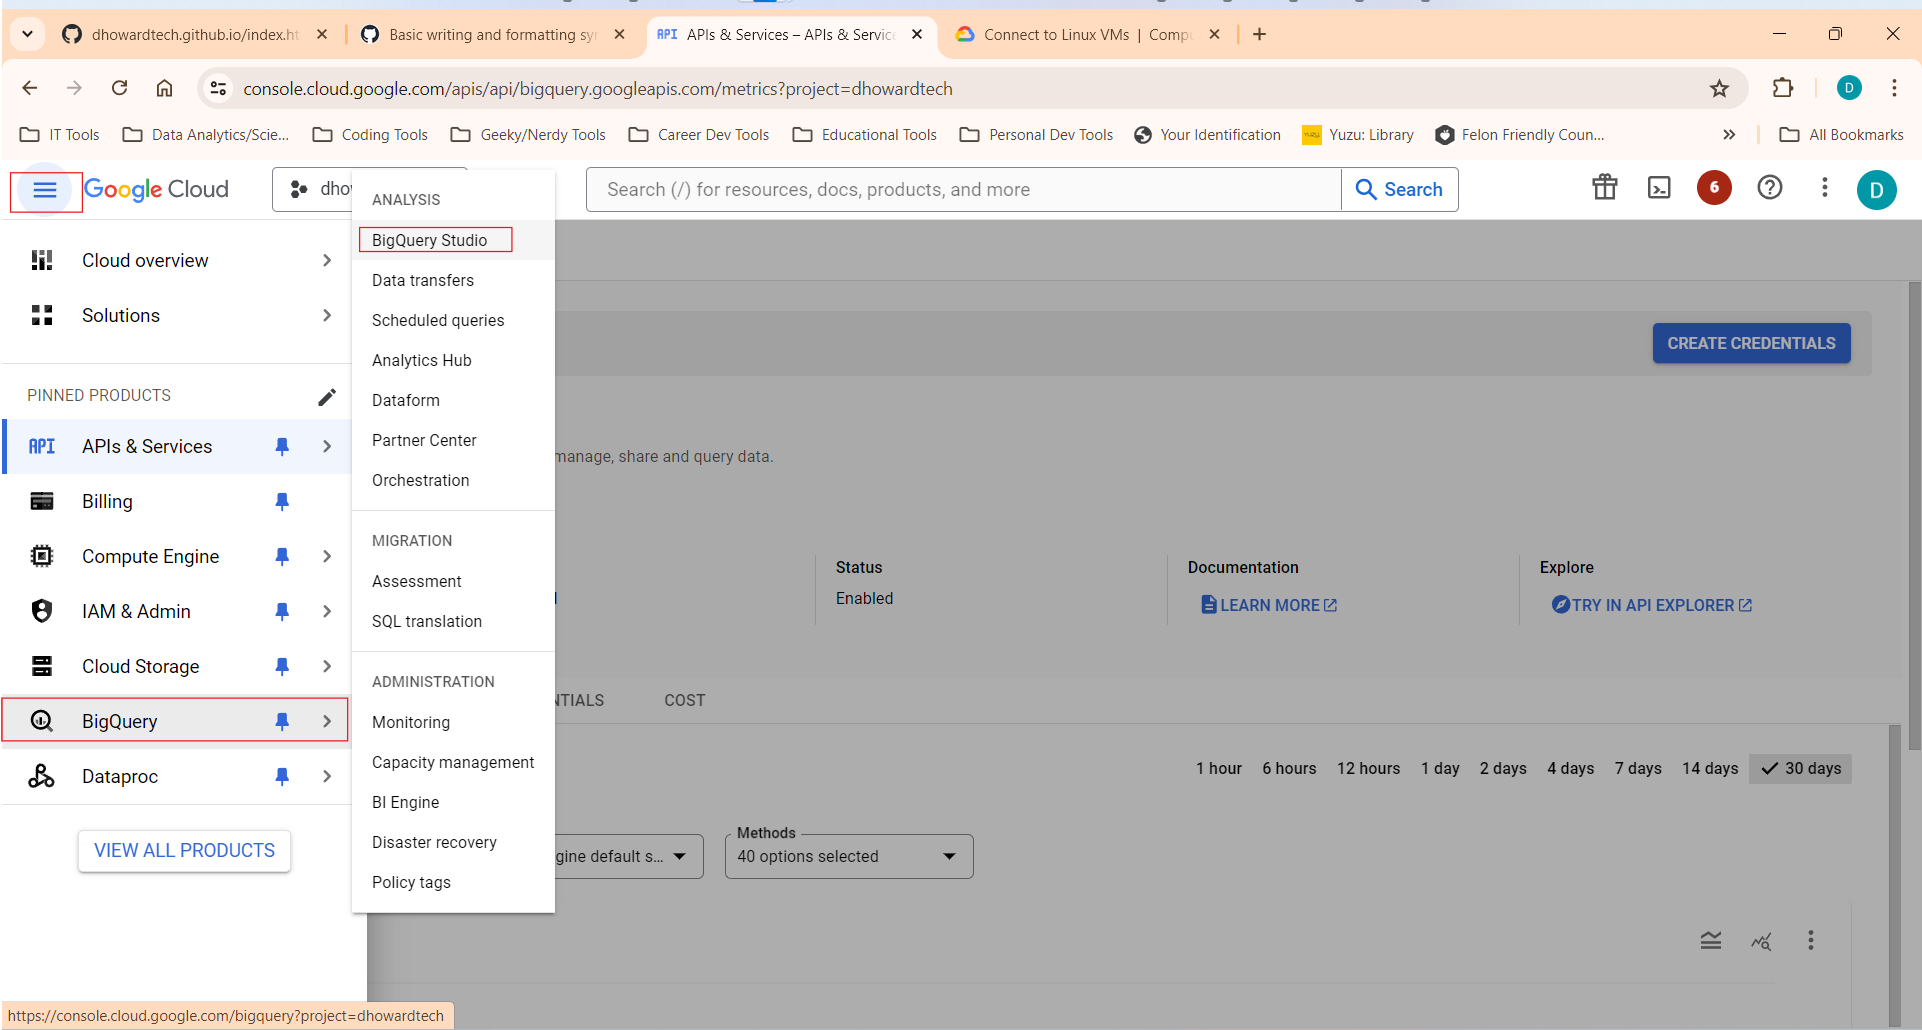 dhowardtech.github.io/index.ht
Basic writing and formatting syn
API APIs & Services – APIs & Service
Connect to Linux VMs | Compu
console.cloud.google.com/apis/api/bigquery.googleapis.com/metrics?project=dhowardtech
D
IT Tools
Data Analytics/Scie...
Coding Tools
Geeky/Nerdy Tools
Career Dev Tools
Educational Tools
Personal Dev Tools
Your Identification
Yuzu: Library
Felon Friendly Coun...
All Bookmarks
Google Cloud
dhow
Search (/) for resources, docs, products, and more
Search
6
D
Cloud overview
Solutions
PINNED PRODUCTS
API APIs & Services
Billing
Compute Engine
IAM & Admin
Cloud Storage
BigQuery
Dataproc
VIEW ALL PRODUCTS
ANALYSIS
BigQuery Studio
Data transfers
Scheduled queries
Analytics Hub
Dataform
Partner Center
Orchestration
MIGRATION
Assessment
SQL translation
ADMINISTRATION
Monitoring
Capacity management
BI Engine
Disaster recovery
Policy tags
CREATE CREDENTIALS
manage, share and query data.
Status
Enabled
Documentation
LEARN MORE
Explore
TRY IN API EXPLORER
NTIALS
COST
1 hour 6 hours 12 hours 1 day 2 days 4 days 7 days 14 days 30 days
gine default s...
Methods
40 options selected
https://console.cloud.google.com/bigquery?project=dhowardtech